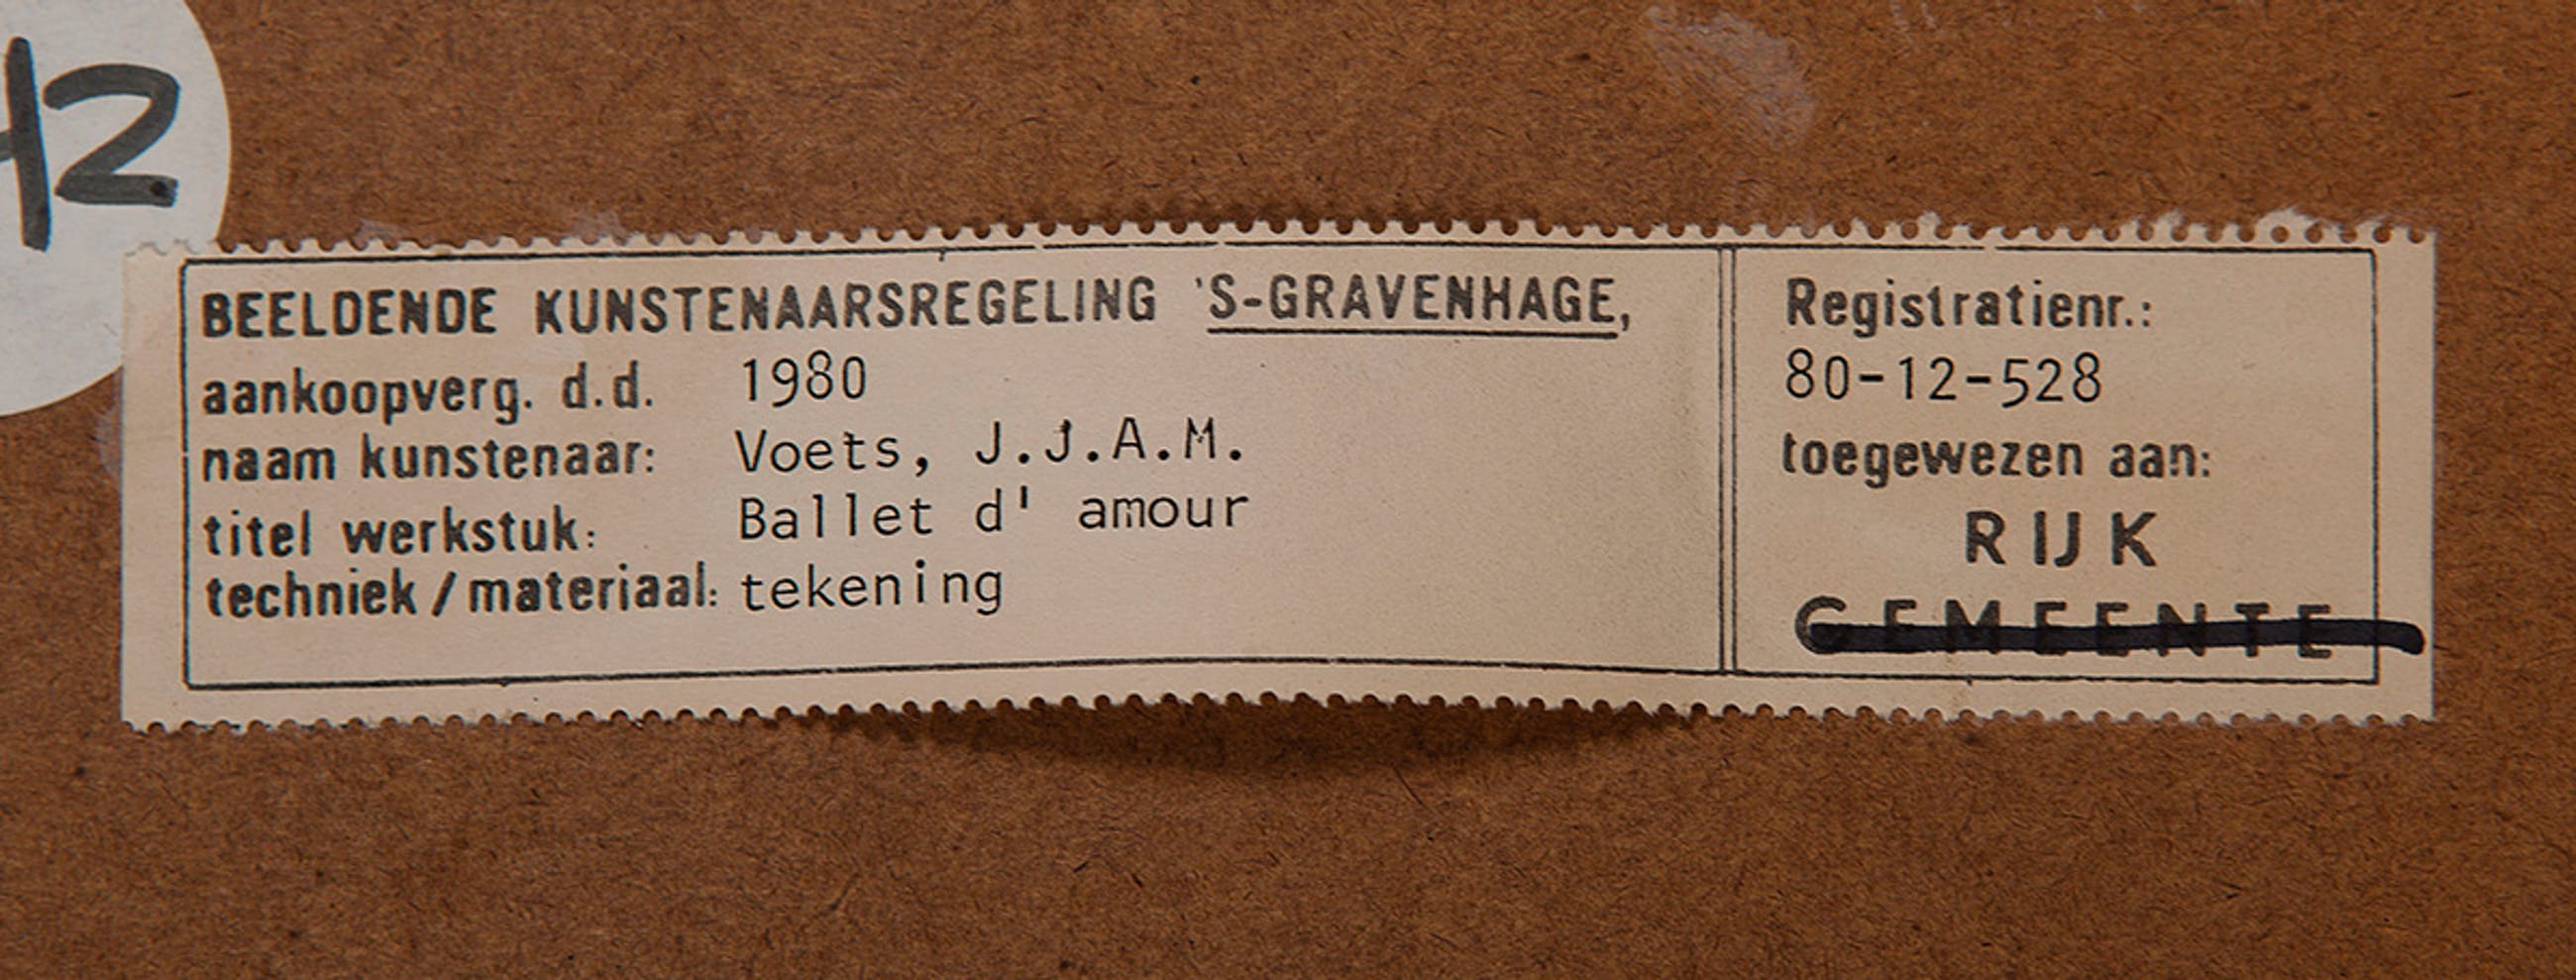 42
BEELDENDE KUNSTENAARSREGELING 'S-GRAVENHAGE,
aankoopverg. d.d. 1980
naam kunstenaar: Voets, J.J.A.M.
titel werkstuk: Ballet d' amour
techniek/materiaal: tekening
Registratienr.:
80-12-528
toegewezen aan:
RIJK
GEMEENTE